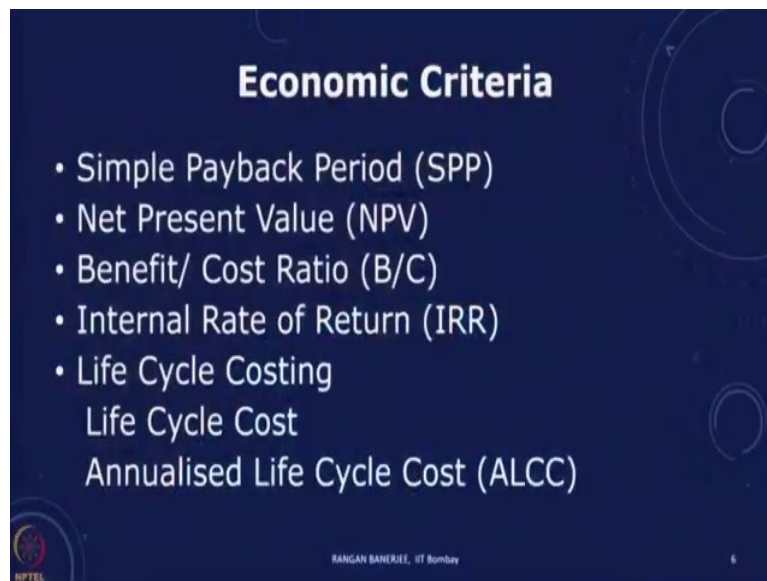 Economic Criteria
• Simple Payback Period (SPP)
• Net Present Value (NPV)
• Benefit/ Cost Ratio (B/C)
• Internal Rate of Return (IRR)
• Life Cycle Costing
Life Cycle Cost
Annualised Life Cycle Cost (ALCC)
NPTEL
RANGAN BANERJEE, IIT Bombay
6